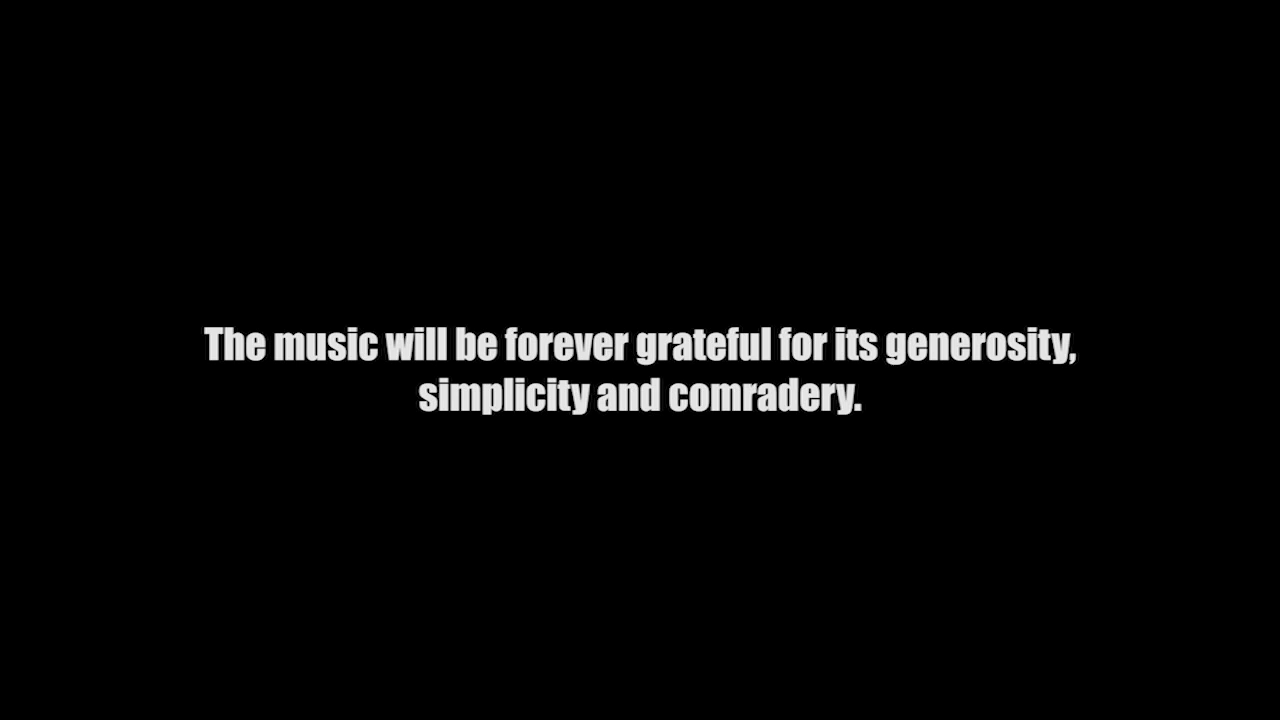 The music will be forever grateful for its generosity,
simplicity and comradery.